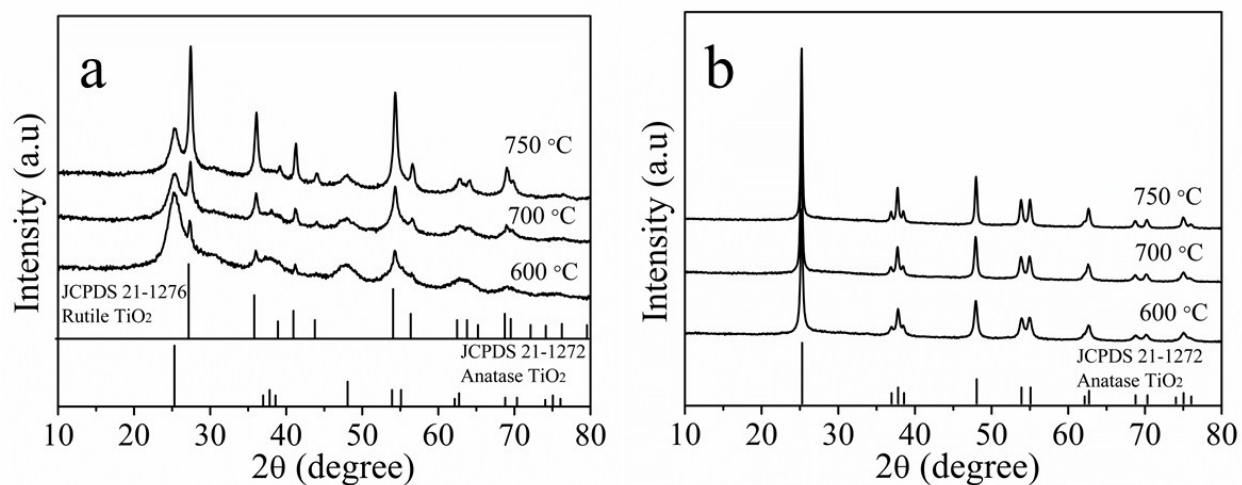 a
Intensity (a.u)
750 °C
700 °C
600 °C
JCPDS 21-1276
Rutile TiO2
JCPDS 21-1272
Anatase TiO2
10 20 30 40 50 60 70 80
2θ (degree)
b
Intensity (a.u)
750 °C
700 °C
600 °C
JCPDS 21-1272
Anatase TiO2
10 20 30 40 50 60 70 80
2θ (degree)